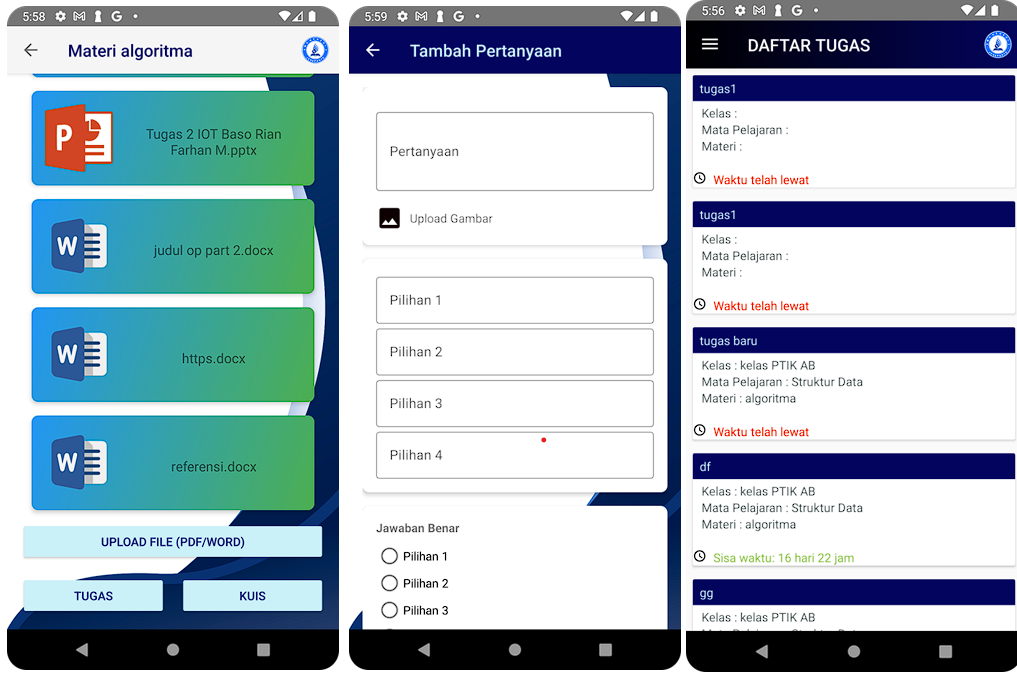 5:58
Materi algoritma
P
Tugas 2 IOT Baso Rian
Farhan M.pptx
W
judul op part 2.docx
W
https.docx
W
referensi.docx
UPLOAD FILE (PDF/WORD)
TUGAS
KUIS
5:59
Tambah Pertanyaan
Pertanyaan
Upload Gambar
Pilihan 1
Pilihan 2
Pilihan 3
Pilihan 4
Jawaban Benar
Pilihan 1
Pilihan 2
Pilihan 3
5:56
DAFTAR TUGAS
tugas1
Kelas :
Mata Pelajaran :
Materi :
Waktu telah lewat
tugas1
Kelas :
Mata Pelajaran :
Materi :
Waktu telah lewat
tugas baru
Kelas : kelas PTIK AB
Mata Pelajaran : Struktur Data
Materi : algoritma
Waktu telah lewat
df
Kelas : kelas PTIK AB
Mata Pelajaran : Struktur Data
Materi : algoritma
Sisa waktu: 16 hari 22 jam
gg
Kelas : kelas PTIK AB